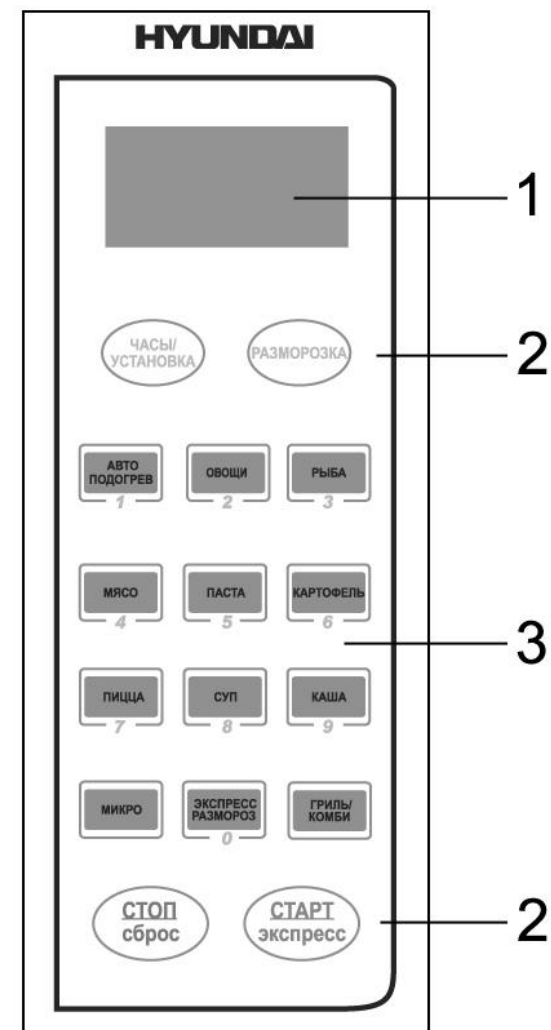 HYUNDAI
1
ЧАСЫ/
УСТАНОВКА
РАЗМОРОЗКА
2
АВТО
ПОДОГРЕВ
1
ОВОЩИ
2
РЫБА
3
МЯСО
4
ПАСТА
5
КАРТОФЕЛЬ
6
3
ПИЦЦА
7
СУП
8
КАША
9
МИКРО
ЭКСПРЕСС
РАЗМОРОЗ
0
ГРИЛЬ/
КОМБИ
СТОП
сброс
СТАРТ
экспресс
2